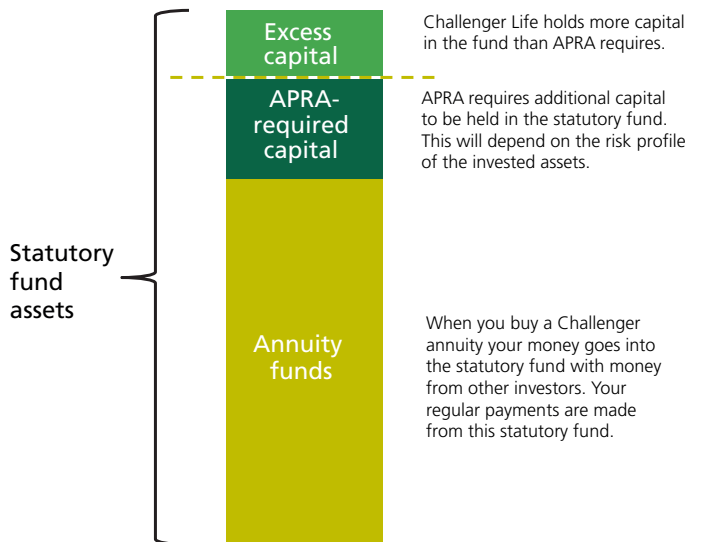 Excess
capital
Challenger Life holds more capital
in the fund than APRA requires.
APRA-
required
capital
APRA requires additional capital
to be held in the statutory fund.
This will depend on the risk profile
of the invested assets.
Statutory
fund
assets
Annuity
funds
When you buy a Challenger
annuity your money goes into
the statutory fund with money
from other investors. Your
regular payments are made
from this statutory fund.